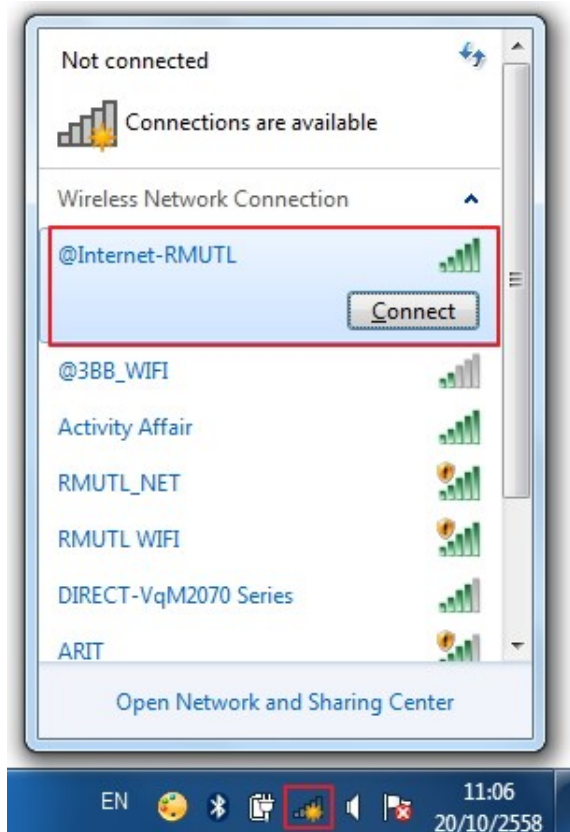 Not connected
Connections are available
Wireless Network Connection
@Internet-RMUTL
Connect
@3BB_WIFI
Activity Affair
RMUTL_NET
RMUTL WIFI
DIRECT-VqM2070 Series
ARIT
Open Network and Sharing Center
EN
11:06
20/10/2558